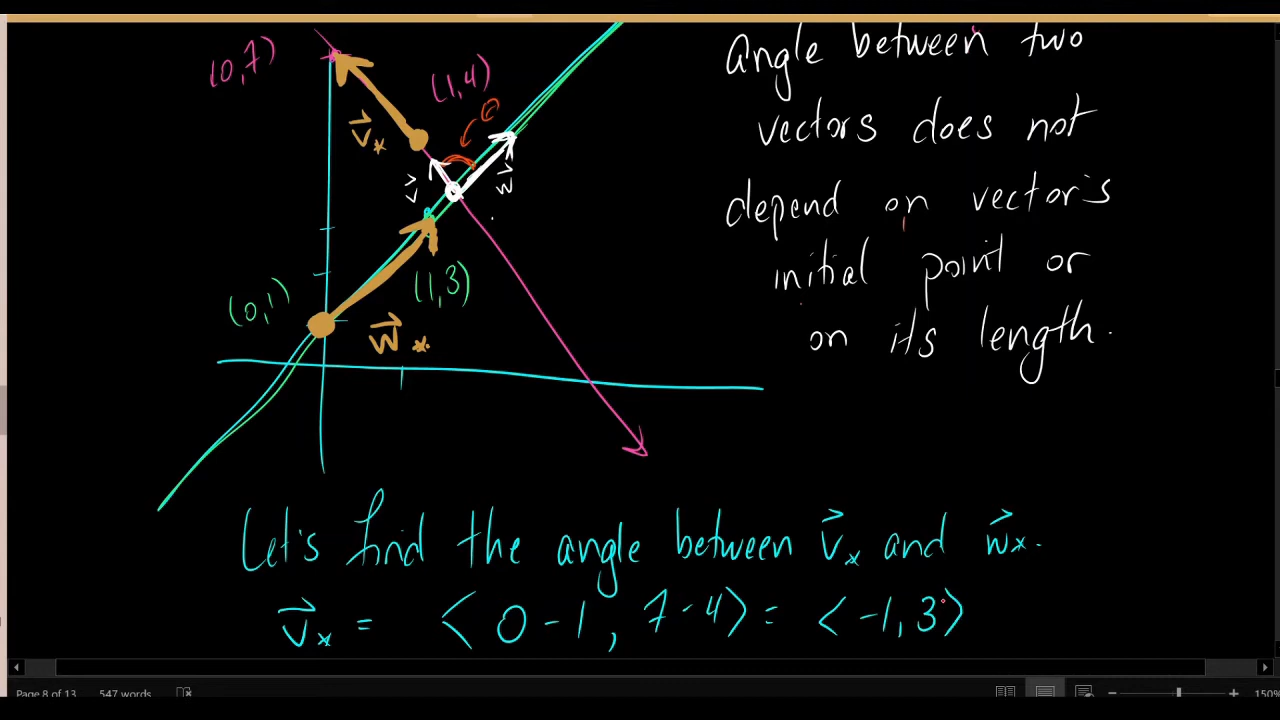 angle between two
(0,7)
(1,4)
θ
v⃗*
vectors does not
v⃗
w⃗
depend on vector's
initial point or
(0,1)
(1,3)
w⃗*
on its length.
Let's find the angle between v⃗* and w⃗*.
v⃗* = ⟨0-1, 7-4⟩ = ⟨-1,3⟩
Page 8 of 13 547 words 150%